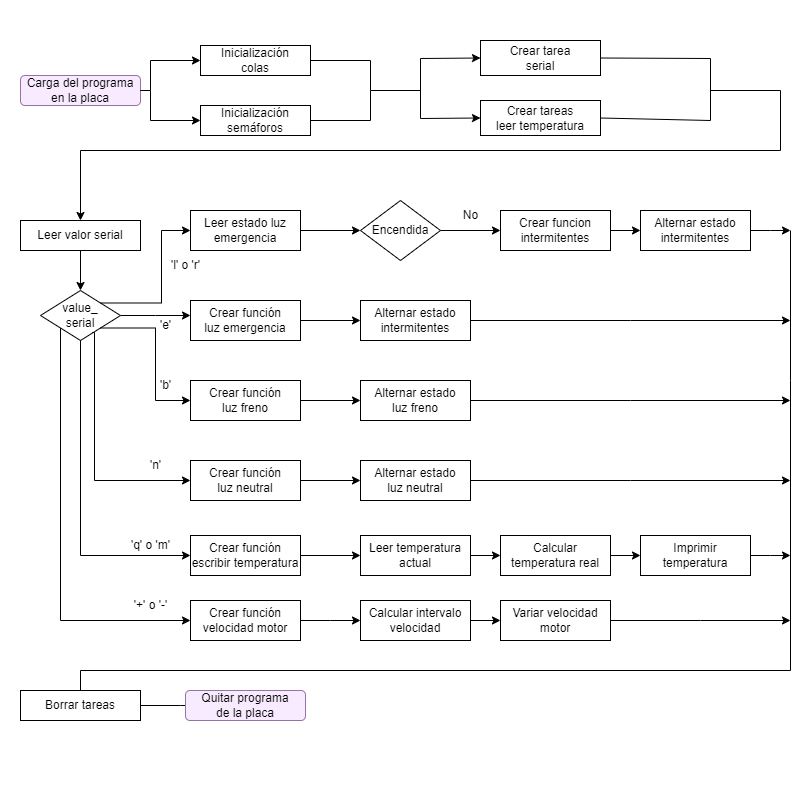 Inicialización
colas
Crear tarea
serial
Carga del programa
en la placa
Inicialización
semáforos
Crear tareas
leer temperatura
Leer valor serial
Leer estado luz
emergencia
Encendida
No
Crear funcion
intermitentes
Alternar estado
intermitentes
'l' o 'r'
value_
serial
'e'
Crear función
luz emergencia
Alternar estado
intermitentes
'b'
Crear función
luz freno
Alternar estado
luz freno
'n'
Crear función
luz neutral
Alternar estado
luz neutral
'q' o 'm'
Crear función
escribir temperatura
Leer temperatura
actual
Calcular
temperatura real
Imprimir
temperatura
'+' o '-'
Crear función
velocidad motor
Calcular intervalo
velocidad
Variar velocidad
motor
Borrar tareas
Quitar programa
de la placa